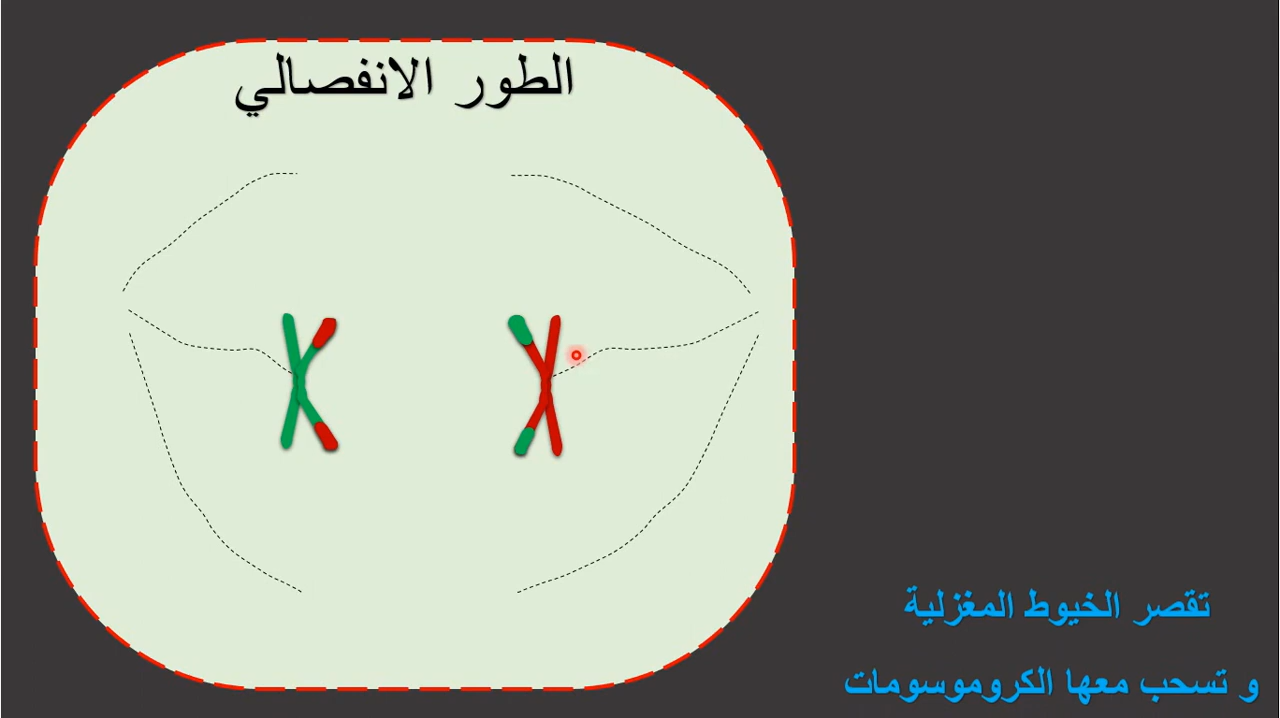 الطور الانفصالي
تقصر الخيوط المغزلية
و تسحب معها الكروموسومات